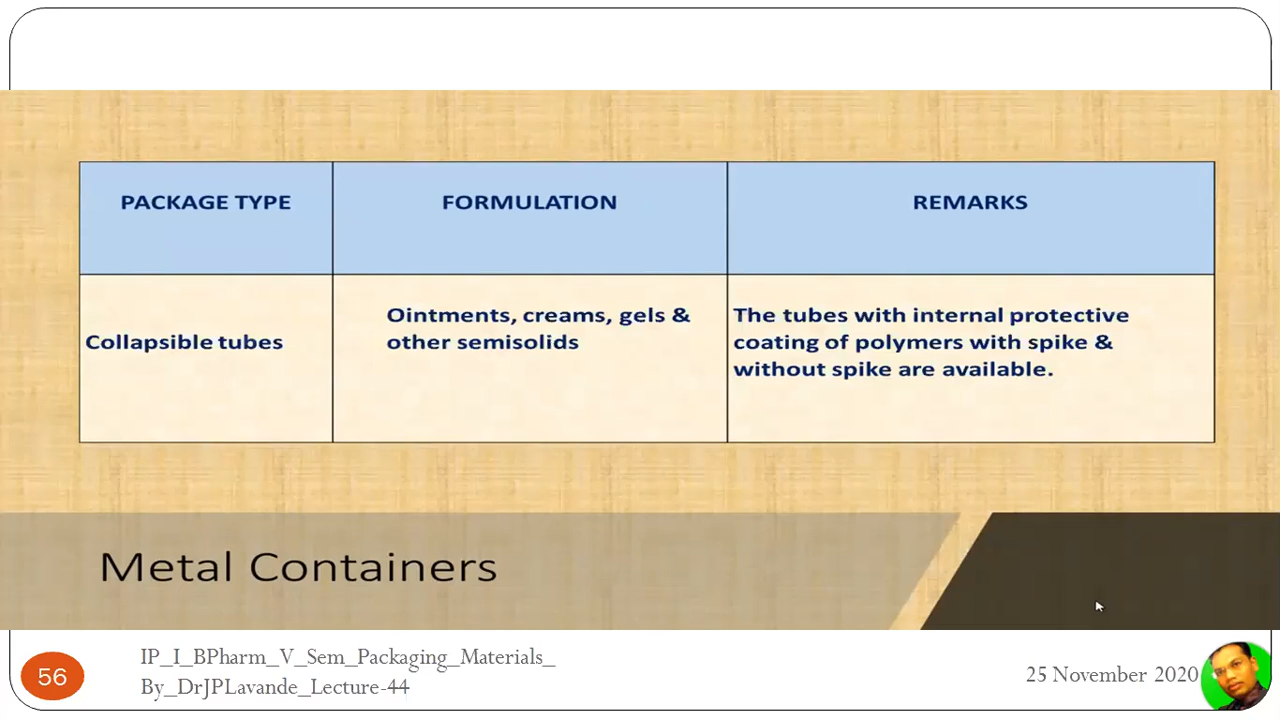 PACKAGE TYPE
FORMULATION
REMARKS
Collapsible tubes
Ointments, creams, gels &
other semisolids
The tubes with internal protective
coating of polymers with spike &
without spike are available.
Metal Containers
56
IP_I_BPharm_V_Sem_Packaging_Materials_
By_DrJPLavande_Lecture-44
25 November 2020